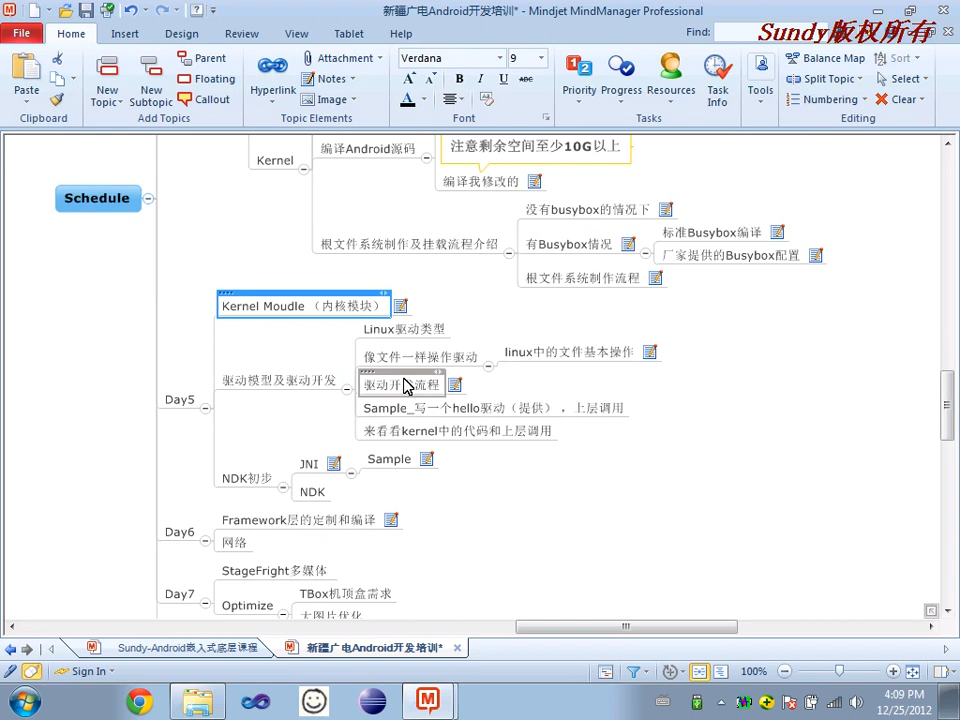 新疆广电Android开发培训* - Mindjet MindManager Professional
Sundy版权所有
File
Home
Insert
Design
Review
View
Tablet
Help
Find:
Paste
Clipboard
New Topic
New Subtopic
Parent
Floating
Callout
Add Topics
Hyperlink
Attachment
Notes
Image
Topic Elements
Verdana
9
B
I
U
ABC
A
Font
Priority
Progress
Resources
Task Info
Tasks
Tools
Balance Map
Split Topic
Numbering
Sort
Select
Clear
Editing
Schedule
Kernel
编译Android源码
注意剩余空间至少10G以上
编译我修改的
根文件系统制作及挂载流程介绍
没有busybox的情况下
有Busybox情况
标准Busybox编译
厂家提供的Busybox配置
根文件系统制作流程
Day5
Kernel Moudle （内核模块）
驱动模型及驱动开发
Linux驱动类型
像文件一样操作驱动
linux中的文件基本操作
驱动开发流程
Sample_写一个hello驱动（提供），上层调用
来看看kernel中的代码和上层调用
NDK初步
JNI
Sample
NDK
Day6
Framework层的定制和编译
网络
Day7
StageFright多媒体
Optimize
TBox机顶盒需求
大图片优化
Sundy-Android嵌入式底层课程
新疆广电Android开发培训*
Sign In
100%
4:09 PM
12/25/2012